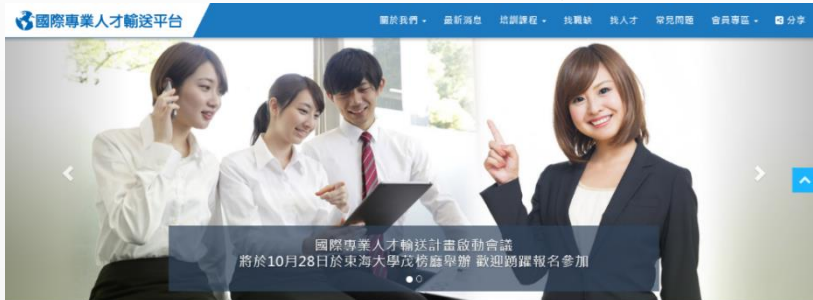 國際專業人才輸送平台
關於我們 最新消息 培訓課程 找職缺 找人才 常見問題 會員專區 分享
國際專業人才輸送計畫啟動會議
將於10月28日於東海大學茂榜廳舉辦 歡迎踴躍報名參加